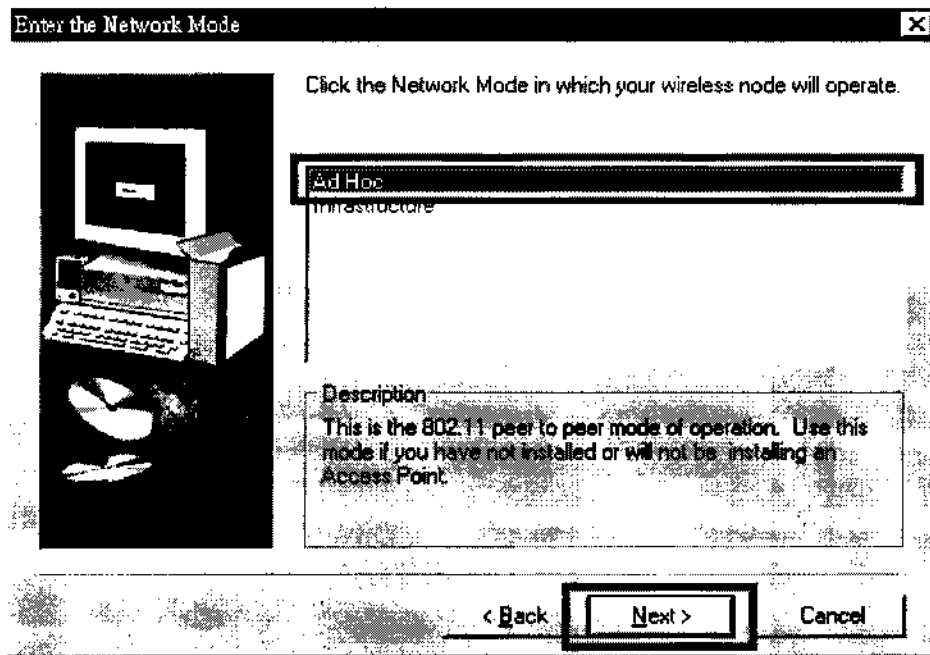 Enter the Network Mode
Click the Network Mode in which your wireless node will operate.
Ad Hoc
Infrastructure
Description
This is the 802.11 peer to peer mode of operation. Use this
mode if you have not installed or will not be installing an
Access Point.
< Back
Next >
Cancel